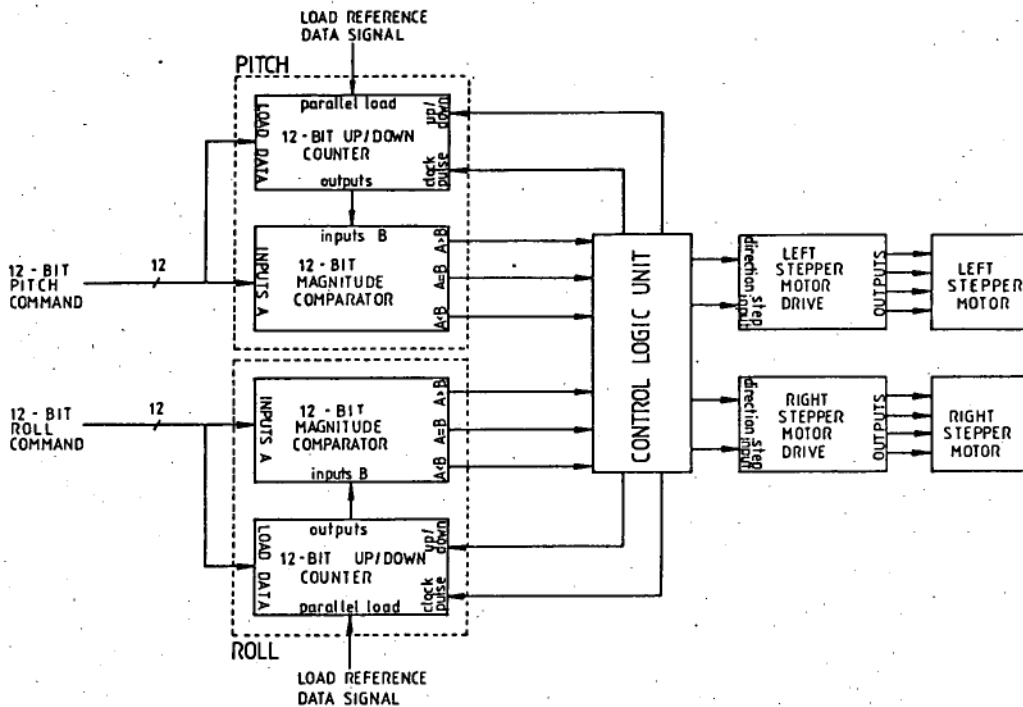 LOAD REFERENCE
DATA SIGNAL
PITCH
parallel load
LOAD DATA
12-BIT UP/DOWN
COUNTER
up/
down
clock
pulse
outputs
inputs B
INPUTS A
12-BIT
MAGNITUDE
COMPARATOR
A>B
A=B
A<B
12-BIT
PITCH
COMMAND
12
12-BIT
ROLL
COMMAND
12
INPUTS A
12-BIT
MAGNITUDE
COMPARATOR
inputs B
A>B
A=B
A<B
outputs
LOAD DATA
12-BIT UP/DOWN
COUNTER
parallel load
up/
down
clock
pulse
ROLL
LOAD REFERENCE
DATA SIGNAL
CONTROL LOGIC UNIT
direction
step
input
LEFT
STEPPER
MOTOR
DRIVE
OUTPUTS
LEFT
STEPPER
MOTOR
direction
step
input
RIGHT
STEPPER
MOTOR
DRIVE
OUTPUTS
RIGHT
STEPPER
MOTOR